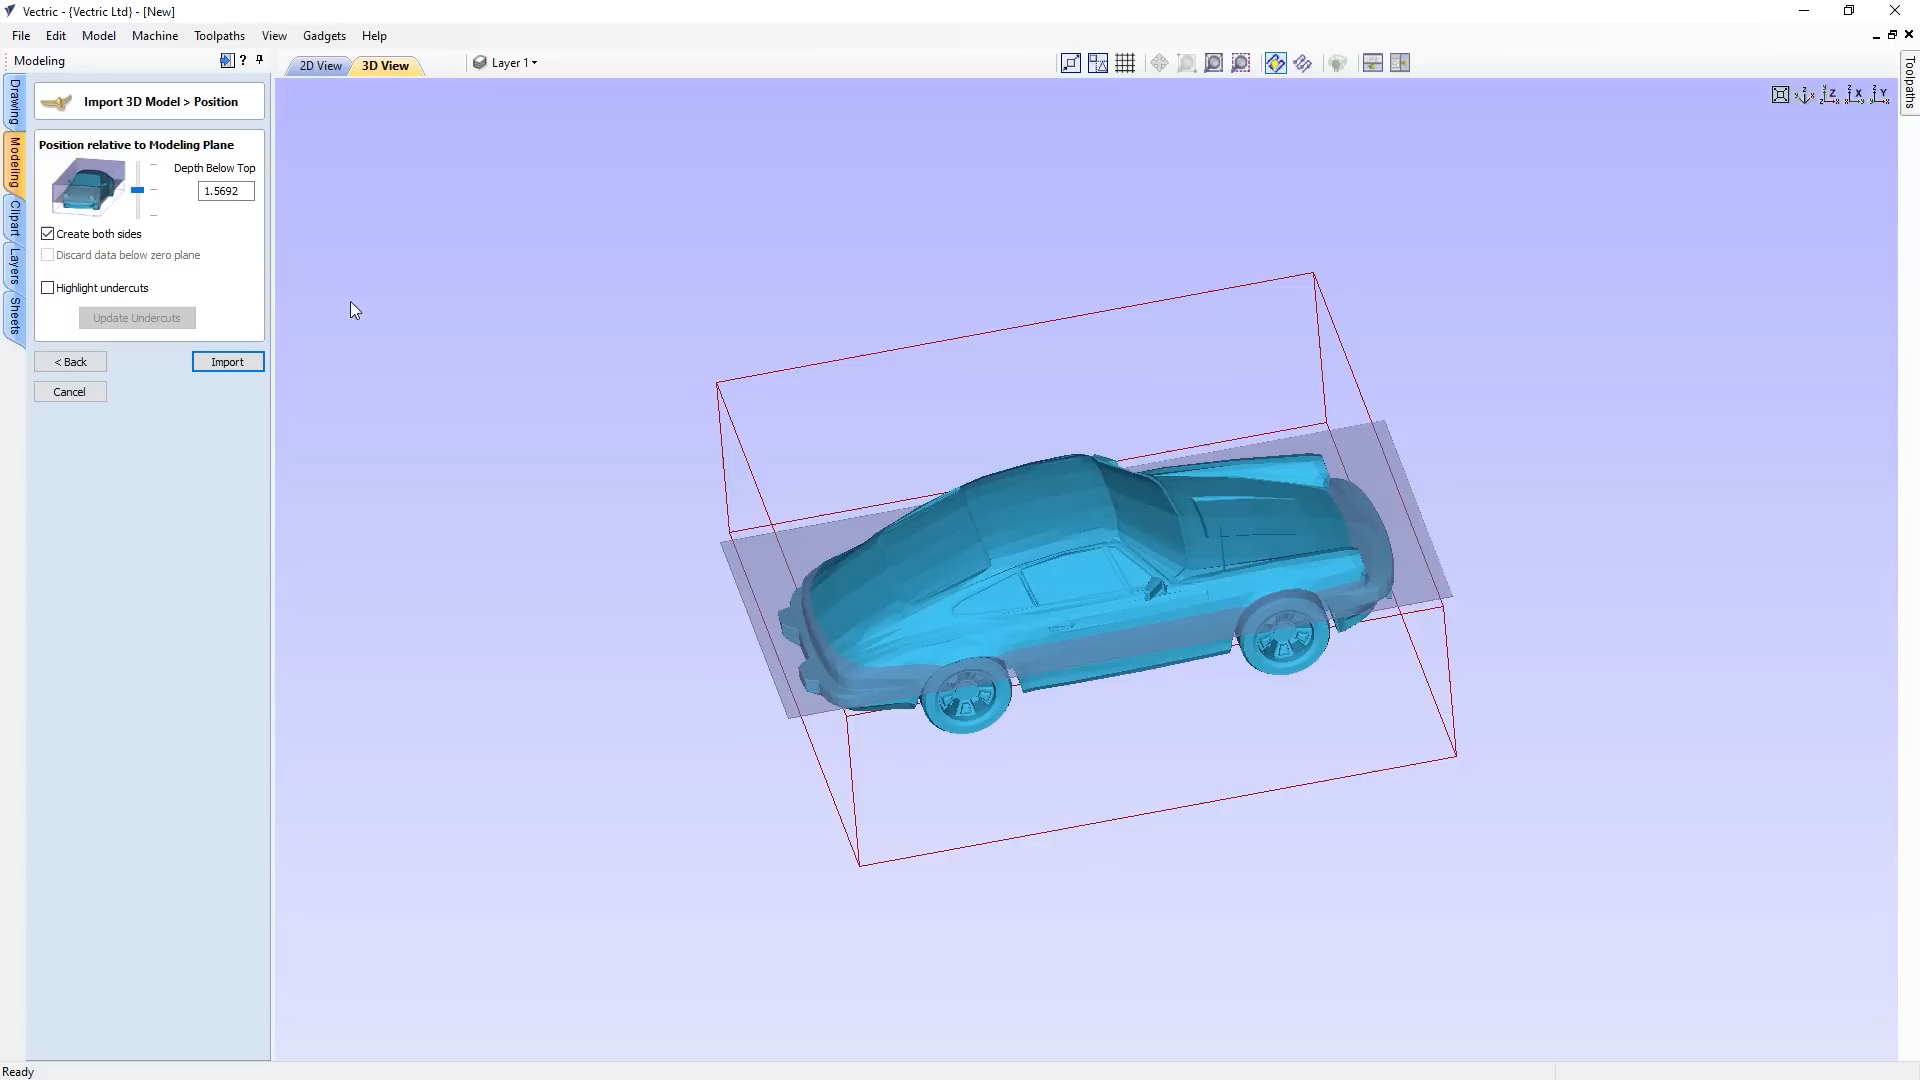 Vectric - {Vectric Ltd} - [New]
File Edit Model Machine Toolpaths View Gadgets Help
Modeling ?
2D View 3D View Layer 1
Toolpaths
Drawing
Modeling
Clipart
Layers
Sheets
Import 3D Model > Position
Position relative to Modeling Plane
Depth Below Top
1.5692
Create both sides
Discard data below zero plane
Highlight undercuts
Update Undercuts
< Back Import
Cancel
Ready